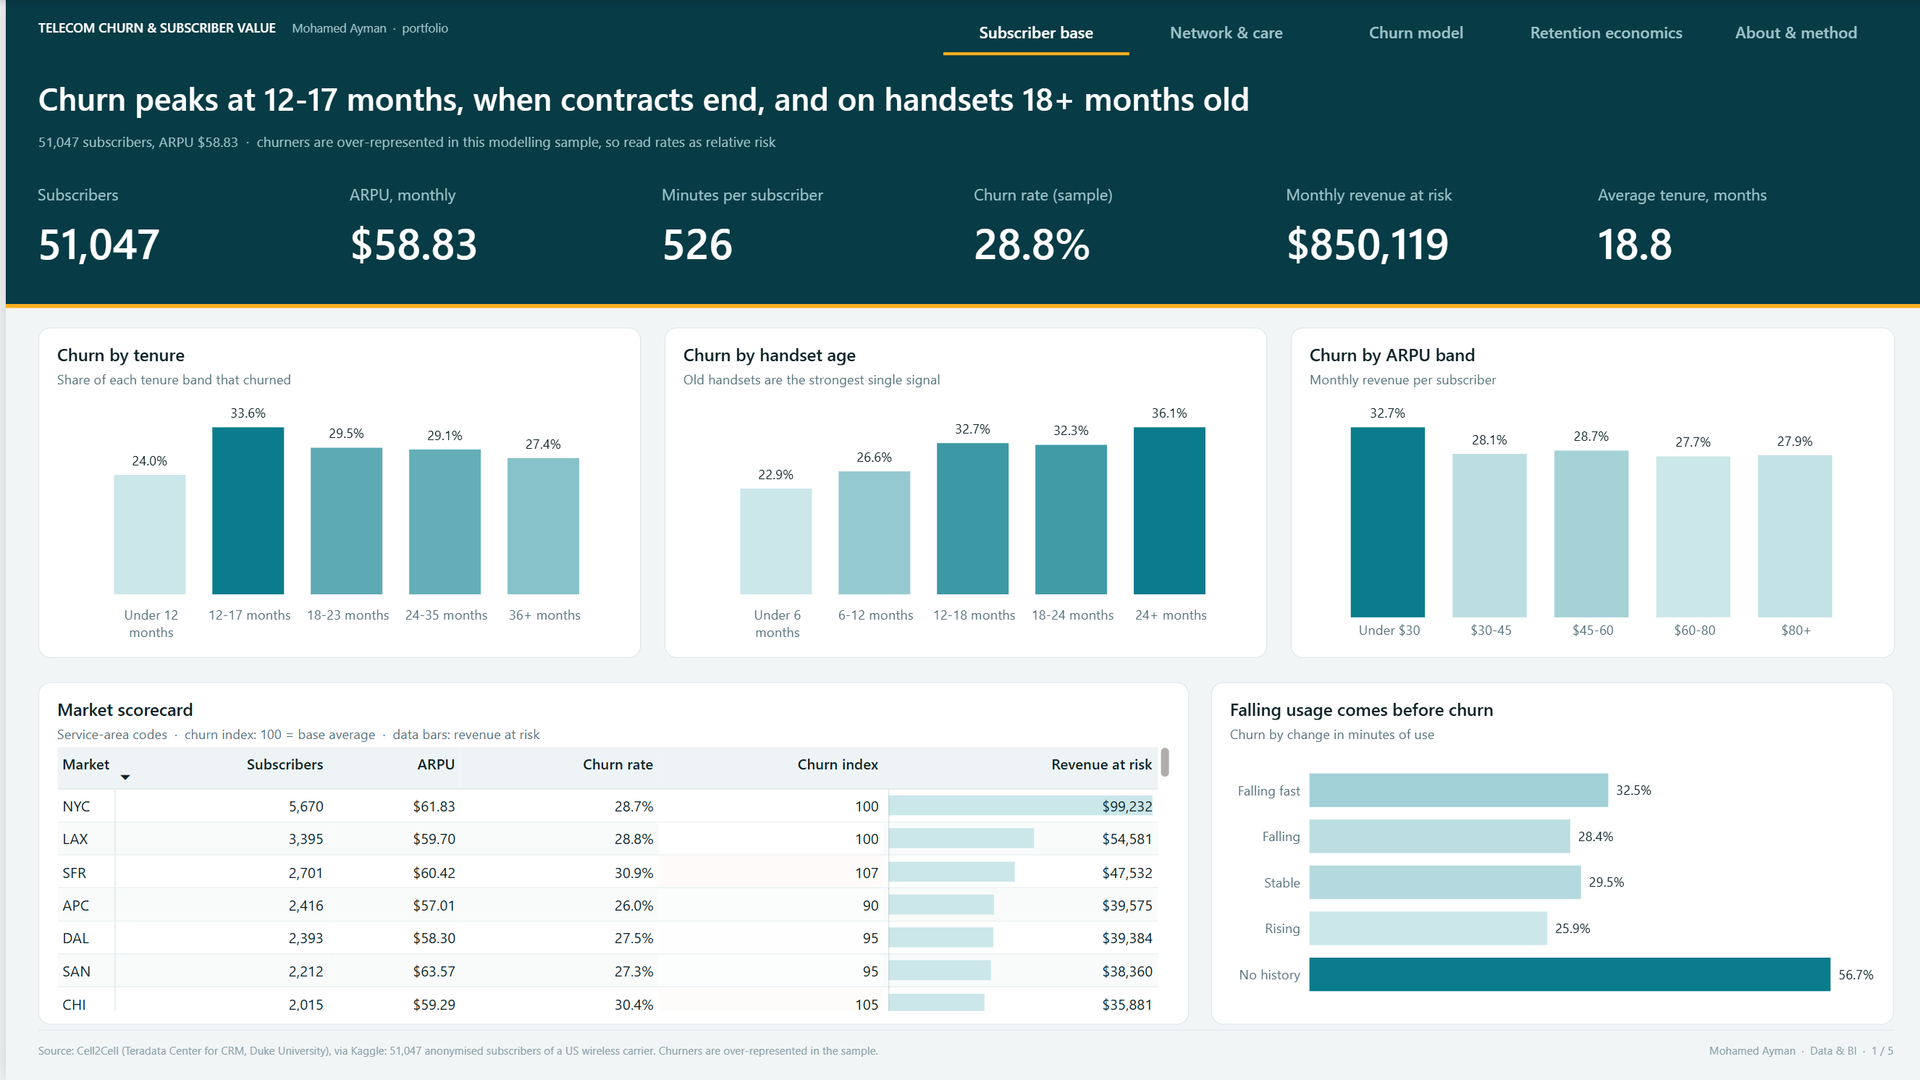 TELECOM CHURN & SUBSCRIBER VALUE Mohamed Ayman · portfolio
Subscriber base Network & care Churn model Retention economics About & method
Churn peaks at 12-17 months, when contracts end, and on handsets 18+ months old
51,047 subscribers, ARPU $58.83 · churners are over-represented in this modelling sample, so read rates as relative risk
Subscribers ARPU, monthly Minutes per subscriber Churn rate (sample) Monthly revenue at risk Average tenure, months
51,047 $58.83 526 28.8% $850,119 18.8
Churn by tenure
Share of each tenure band that churned
24.0% 33.6% 29.5% 29.1% 27.4%
Under 12 months 12-17 months 18-23 months 24-35 months 36+ months
Churn by handset age
Old handsets are the strongest single signal
22.9% 26.6% 32.7% 32.3% 36.1%
Under 6 months 6-12 months 12-18 months 18-24 months 24+ months
Churn by ARPU band
Monthly revenue per subscriber
32.7% 28.1% 28.7% 27.7% 27.9%
Under $30 $30-45 $45-60 $60-80 $80+
Market scorecard
Service-area codes · churn index: 100 = base average · data bars: revenue at risk
Market Subscribers ARPU Churn rate Churn index Revenue at risk
NYC 5,670 $61.83 28.7% 100 $99,232
LAX 3,395 $59.70 28.8% 100 $54,581
SFR 2,701 $60.42 30.9% 107 $47,532
APC 2,416 $57.01 26.0% 90 $39,575
DAL 2,393 $58.30 27.5% 95 $39,384
SAN 2,212 $63.57 27.3% 95 $38,360
CHI 2,015 $59.29 30.4% 105 $35,881
Falling usage comes before churn
Churn by change in minutes of use
Falling fast 32.5%
Falling 28.4%
Stable 29.5%
Rising 25.9%
No history 56.7%
Source: Cell2Cell (Teradata Center for CRM, Duke University), via Kaggle: 51,047 anonymised subscribers of a US wireless carrier. Churners are over-represented in the sample.
Mohamed Ayman · Data & BI · 1 / 5